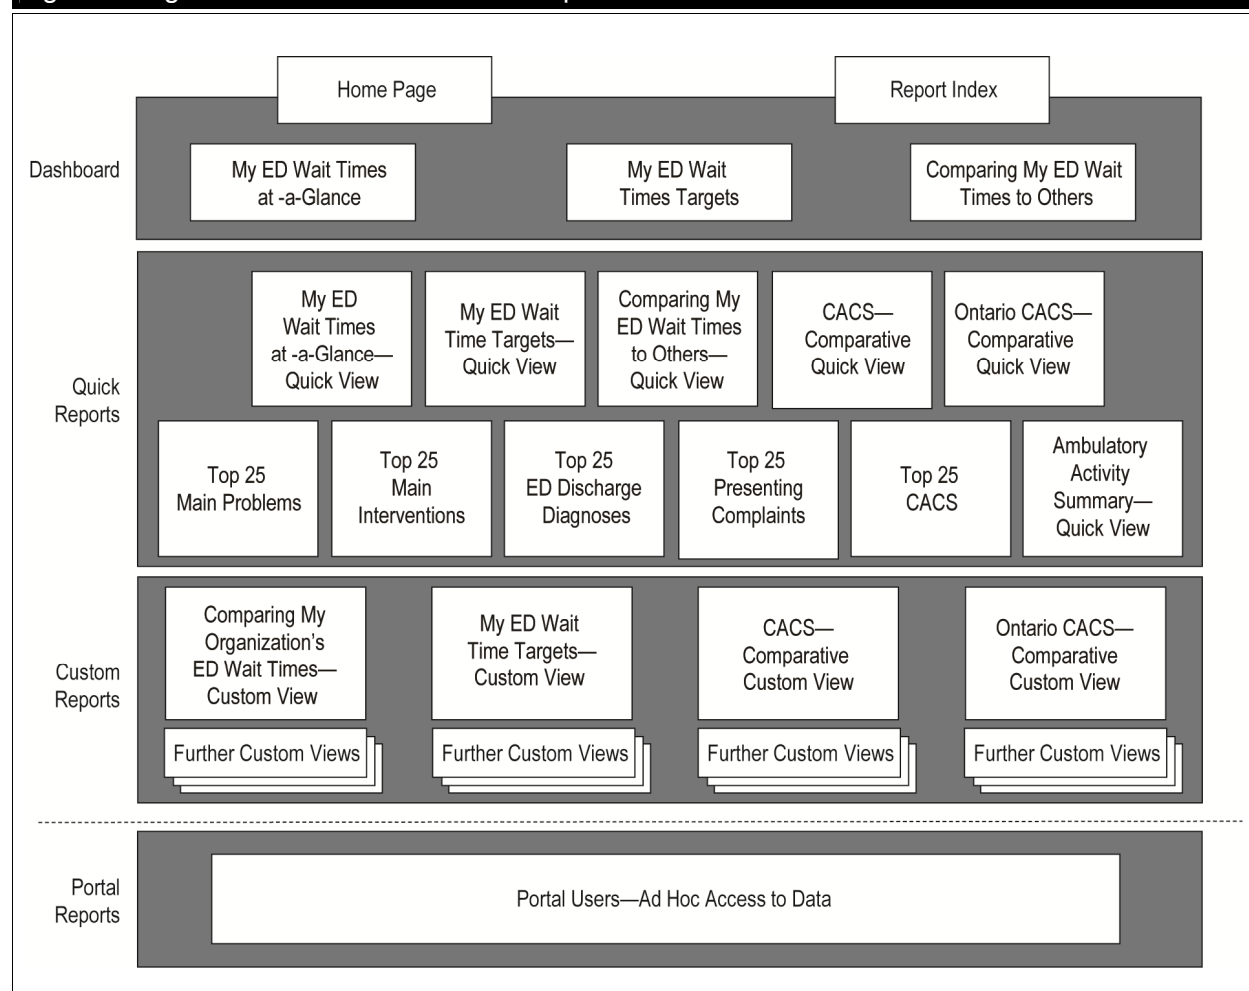 Home Page
Report Index
Dashboard
My ED Wait Times
at -a-Glance
My ED Wait
Times Targets
Comparing My ED Wait
Times to Others
Quick
Reports
My ED
Wait Times
at -a-Glance—
Quick View
My ED Wait
Time Targets—
Quick View
Comparing My
ED Wait Times
to Others—
Quick View
CACS—
Comparative
Quick View
Ontario CACS—
Comparative
Quick View
Top 25
Main Problems
Top 25
Main
Interventions
Top 25
ED Discharge
Diagnoses
Top 25
Presenting
Complaints
Top 25
CACS
Ambulatory
Activity
Summary—
Quick View
Custom
Reports
Comparing My
Organization’s
ED Wait Times—
Custom View
My ED Wait
Time Targets—
Custom View
CACS—
Comparative
Custom View
Ontario CACS—
Comparative
Custom View
Further Custom Views
Further Custom Views
Further Custom Views
Further Custom Views
Portal
Reports
Portal Users—Ad Hoc Access to Data